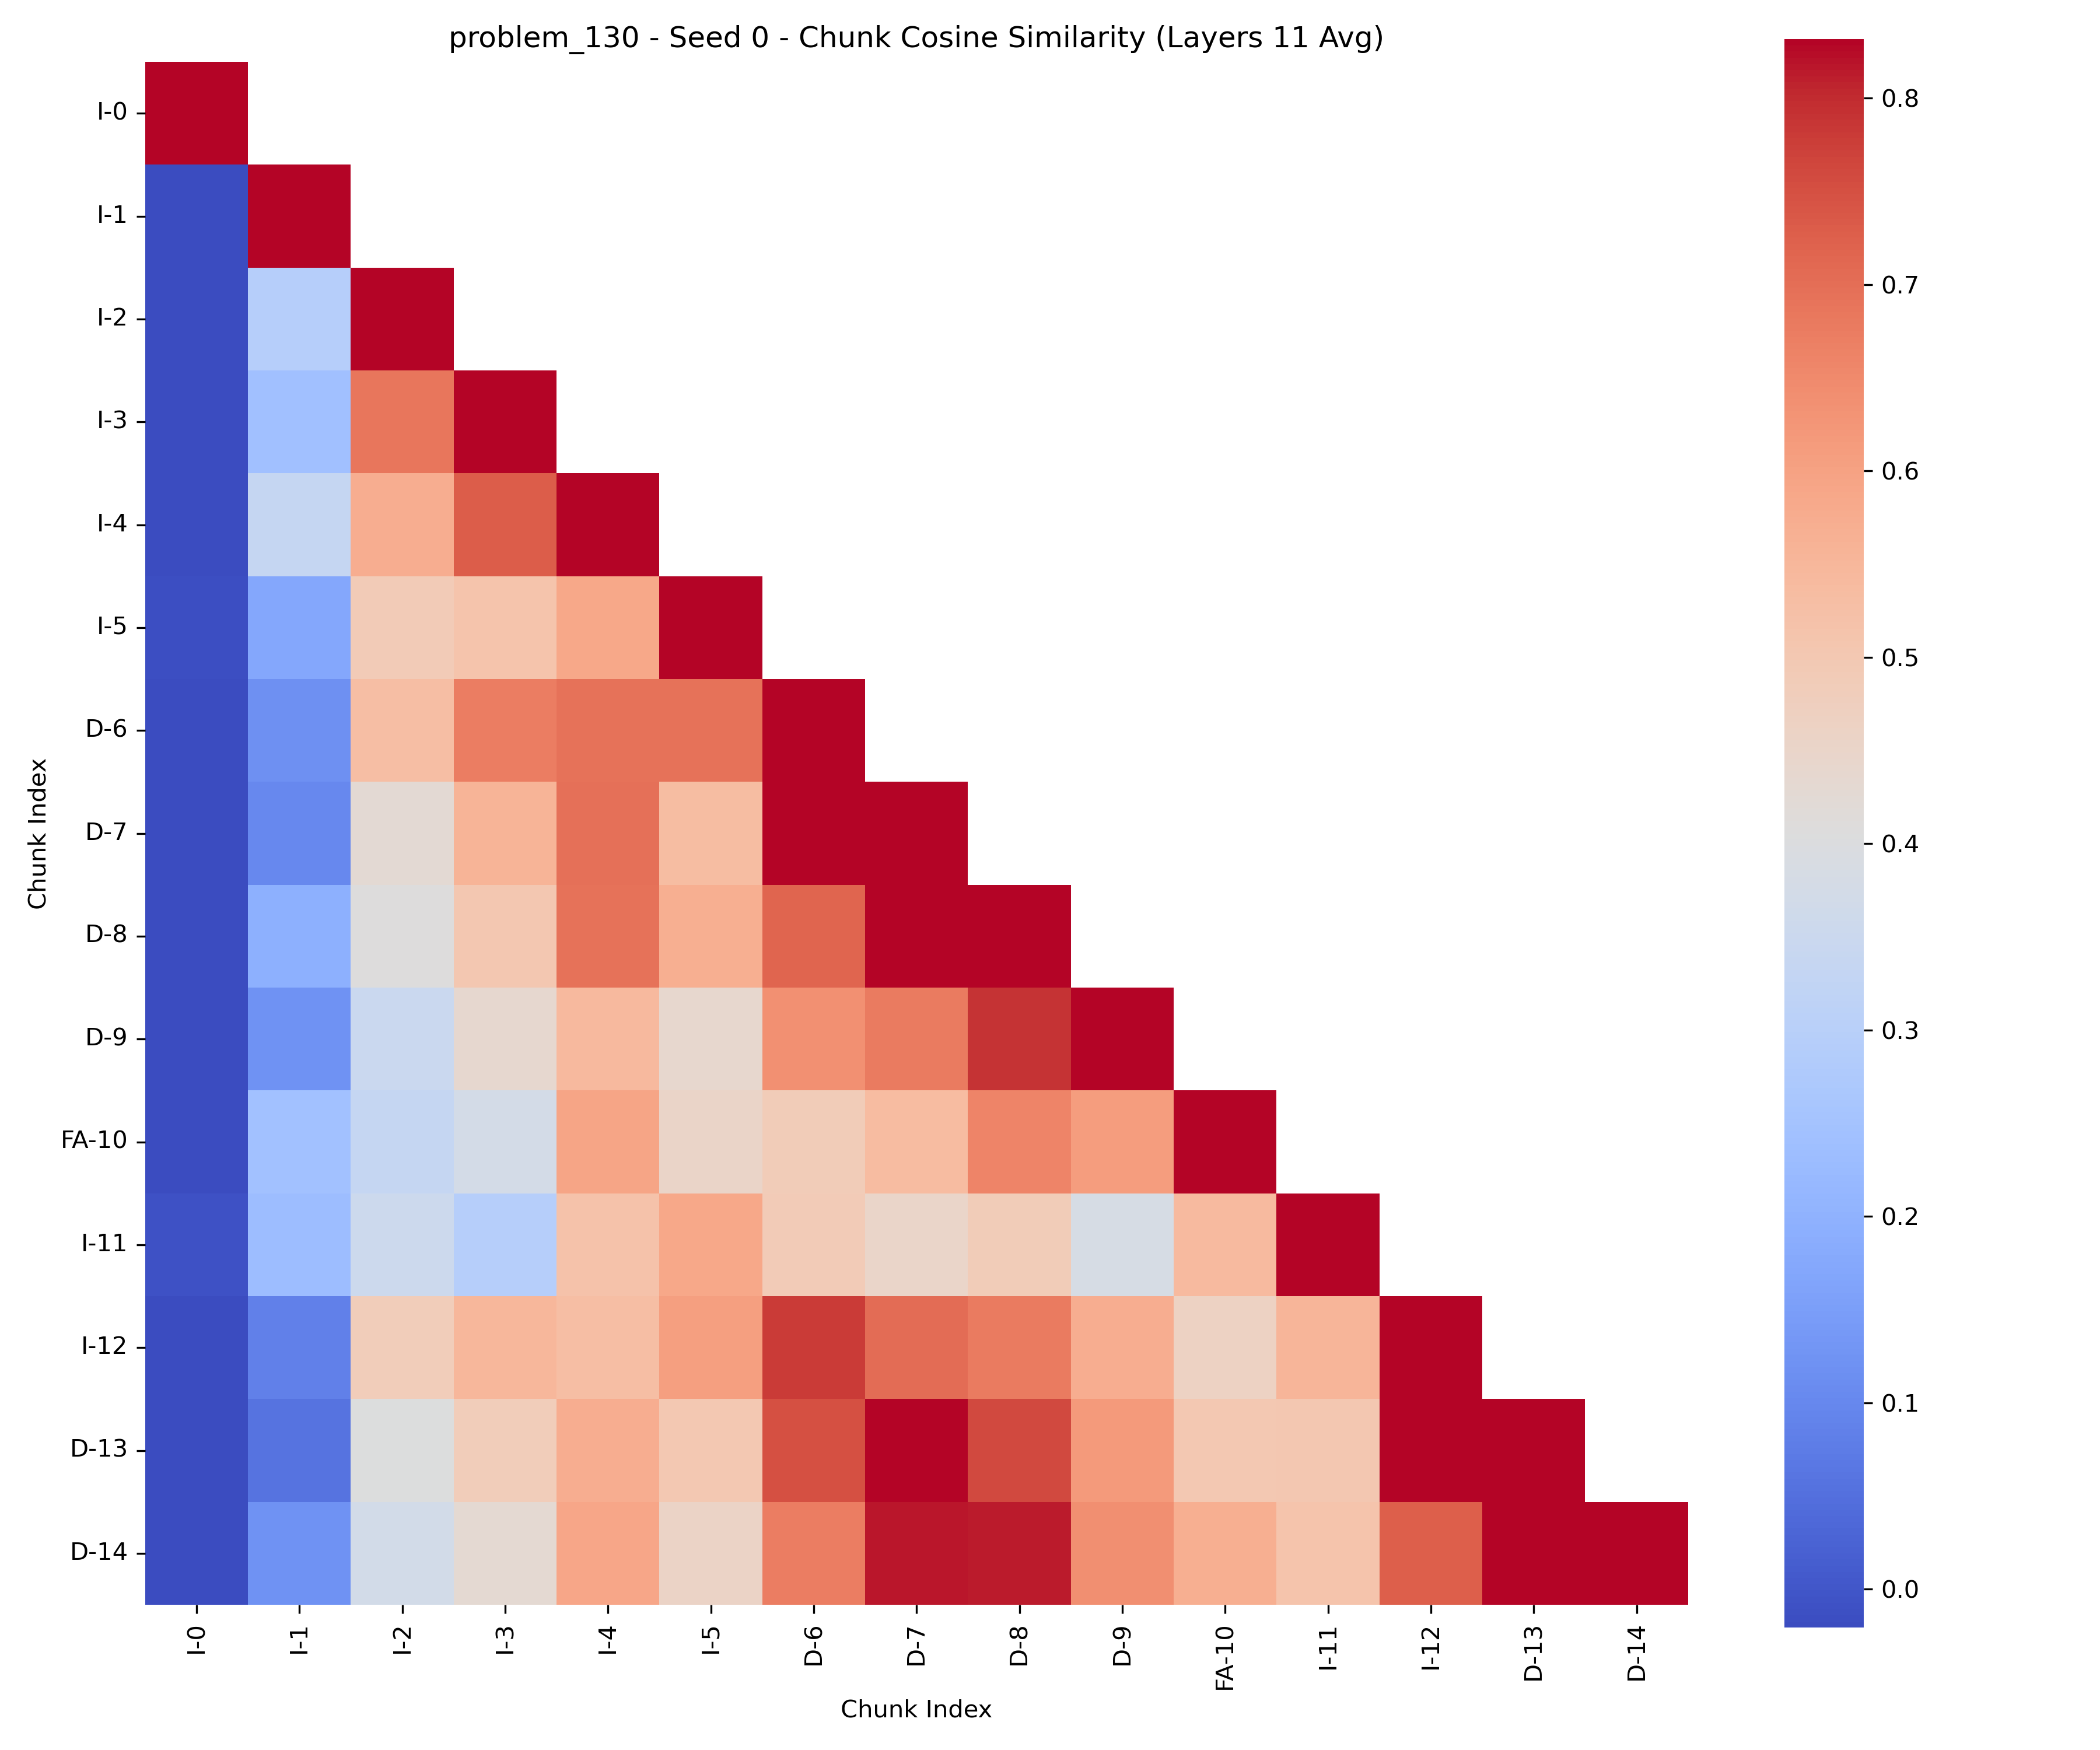 problem_130 - Seed 0 - Chunk Cosine Similarity (Layers 11 Avg)
Chunk Index
I-0
I-1
I-2
I-3
I-4
I-5
D-6
D-7
D-8
D-9
FA-10
I-11
I-12
D-13
D-14
I-0
I-1
I-2
I-3
I-4
I-5
D-6
D-7
D-8
D-9
FA-10
I-11
I-12
D-13
D-14
Chunk Index
0.8
0.7
0.6
0.5
0.4
0.3
0.2
0.1
0.0